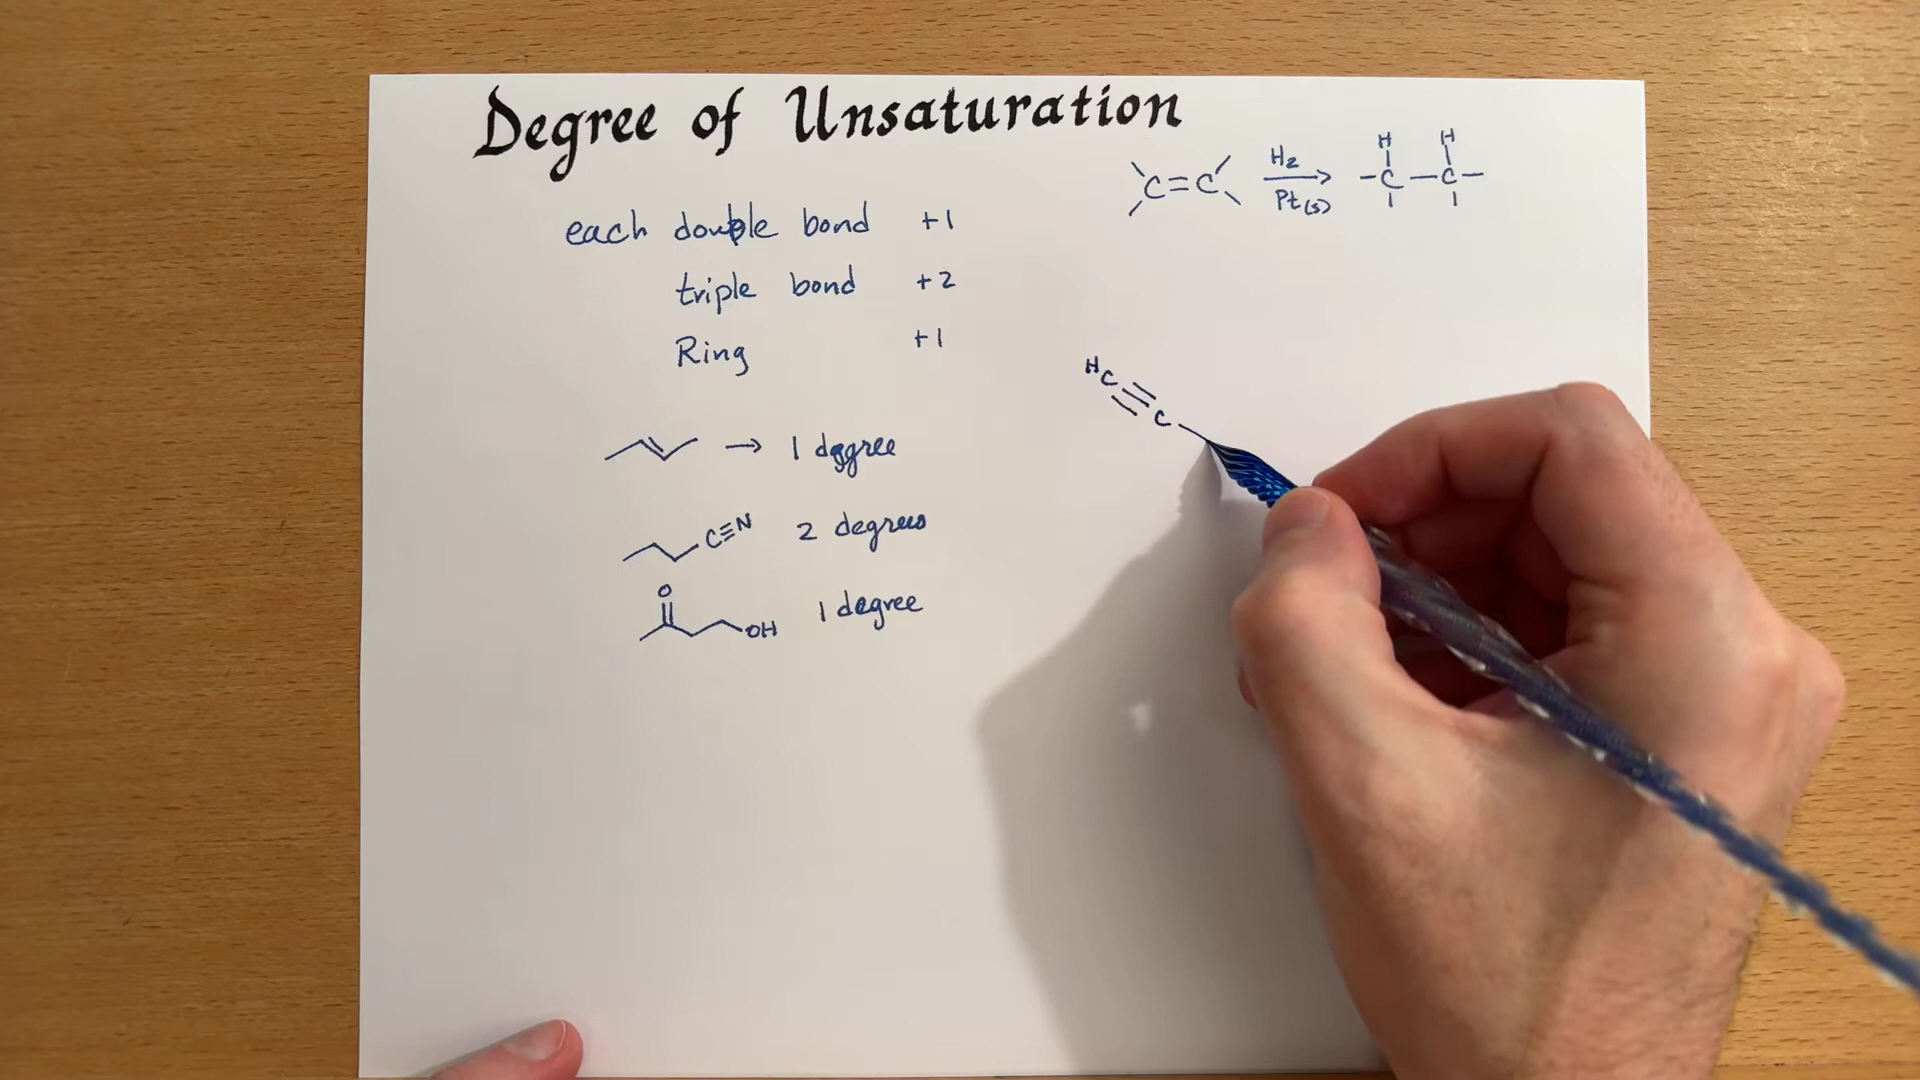 Degree of Unsaturation
each double bond +1
triple bond +2
Ring +1
C=C H2 Pt(s) → H H -C-C-
HC≡C
→ 1 degree
C≡N 2 degrees
O OH 1 degree